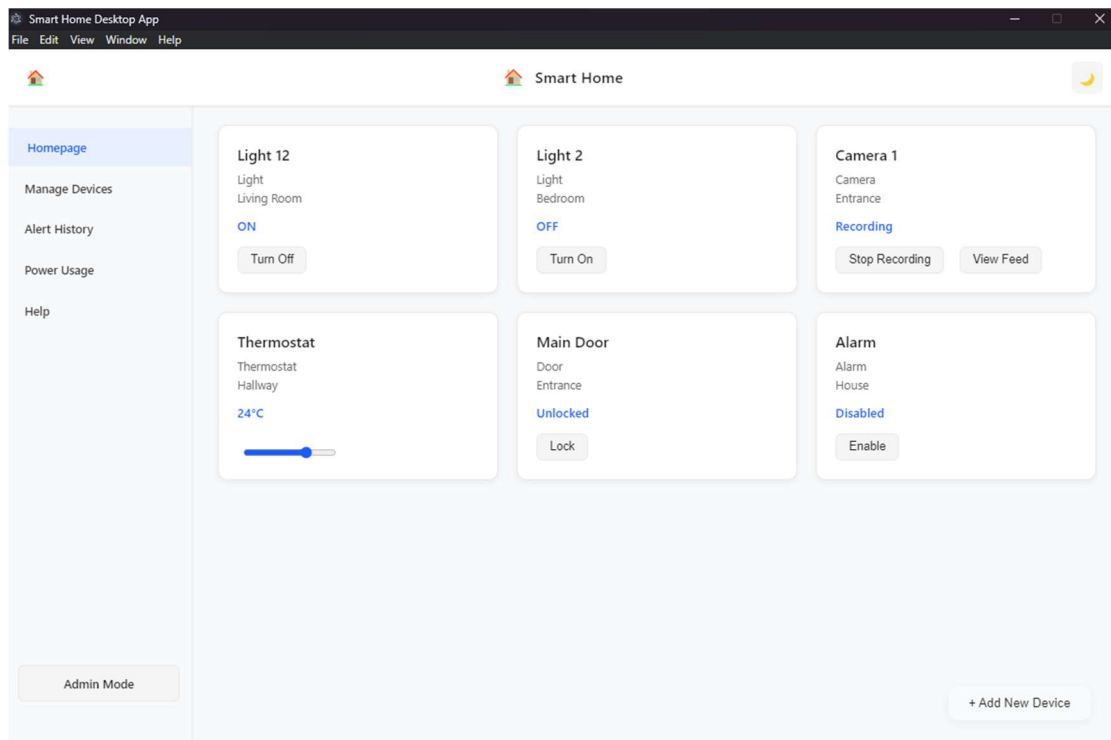 Smart Home Desktop App
File Edit View Window Help
Smart Home
Homepage
Manage Devices
Alert History
Power Usage
Help
Admin Mode
Light 12
Light
Living Room
ON
Turn Off
Light 2
Light
Bedroom
OFF
Turn On
Camera 1
Camera
Entrance
Recording
Stop Recording View Feed
Thermostat
Thermostat
Hallway
24°C
Main Door
Door
Entrance
Unlocked
Lock
Alarm
Alarm
House
Disabled
Enable
+ Add New Device